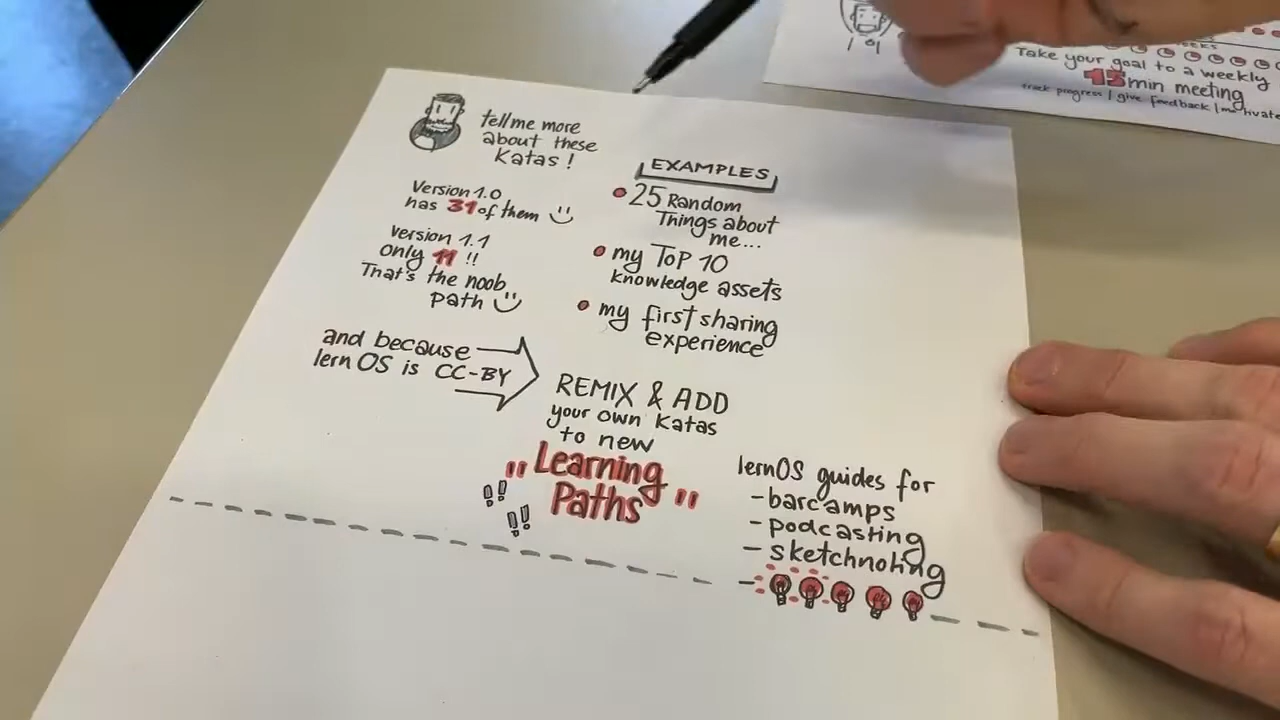 tell me more
about these
Katas!
Version 1.0
has 31 of them
Version 1.1
only 11 !!
That's the noob
path
and because
lernOS is CC-BY
EXAMPLES
25 Random
Things about
me...
my TOP 10
knowledge assets
my first sharing
experience
REMIX & ADD
your own Katas
to new
„Learning
Paths"
lernOS guides for
- barcamps
- podcasting
- sketchnoting
-
Take your goal to a weekly
15min meeting
track progress / give feedback /